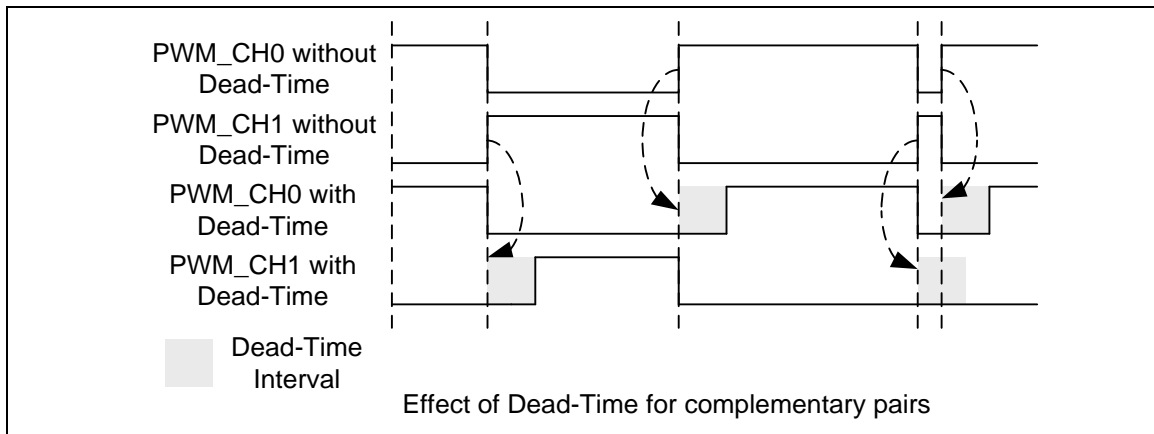 PWM_CH0 without
Dead-Time
PWM_CH1 without
Dead-Time
PWM_CH0 with
Dead-Time
PWM_CH1 with
Dead-Time
Dead-Time
Interval
Effect of Dead-Time for complementary pairs